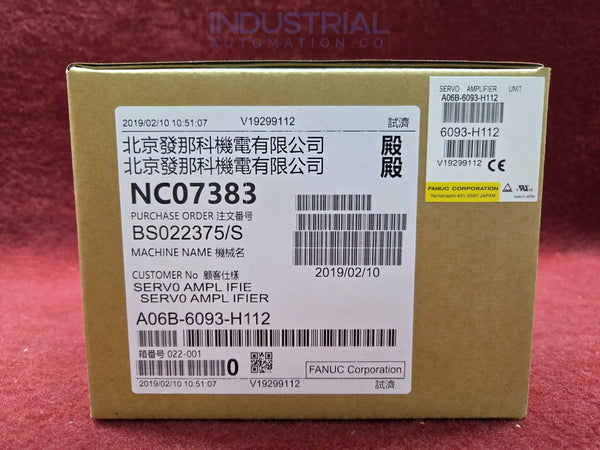 INDUSTRIAL
AUTOMATION CO
2019/02/10 10:51:07 V19299112 試濟
北京發那科機電有限公司 殿
北京發那科機電有限公司 殿
NC07383
PURCHASE ORDER 注文番号
BS022375/S
MACHINE NAME 機械名
2019/02/10
CUSTOMER No 顧客仕様
SERV0 AMPL IFIE
SERV0 AMPL IFIER
A06B-6093-H112
箱番号 022-001
0
FANUC Corporation
2019/02/10 10:51:07 V19299112 試濟
SERVO AMPLIFIER UNIT
A06B-6093-H112
6093-H112
V19299112 CE
FANUC CORPORATION
Yamanashi 401-0597 JAPAN